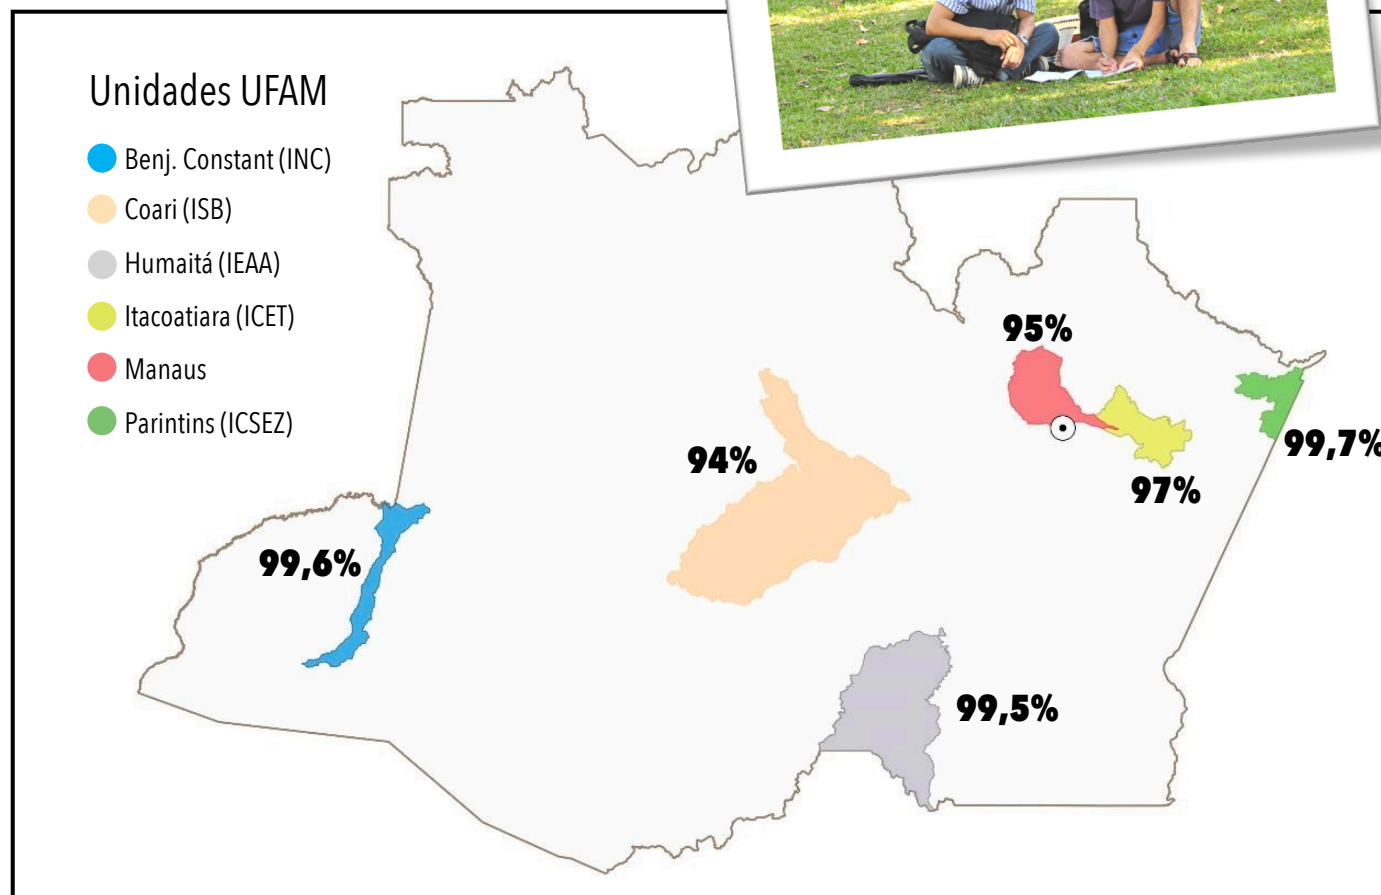 Unidades UFAM
Benj. Constant (INC)
Coari (ISB)
Humaitá (IEAA)
Itacoatiara (ICET)
Manaus
Parintins (ICSEZ)
95%
94%
99,7%
97%
99,6%
99,5%